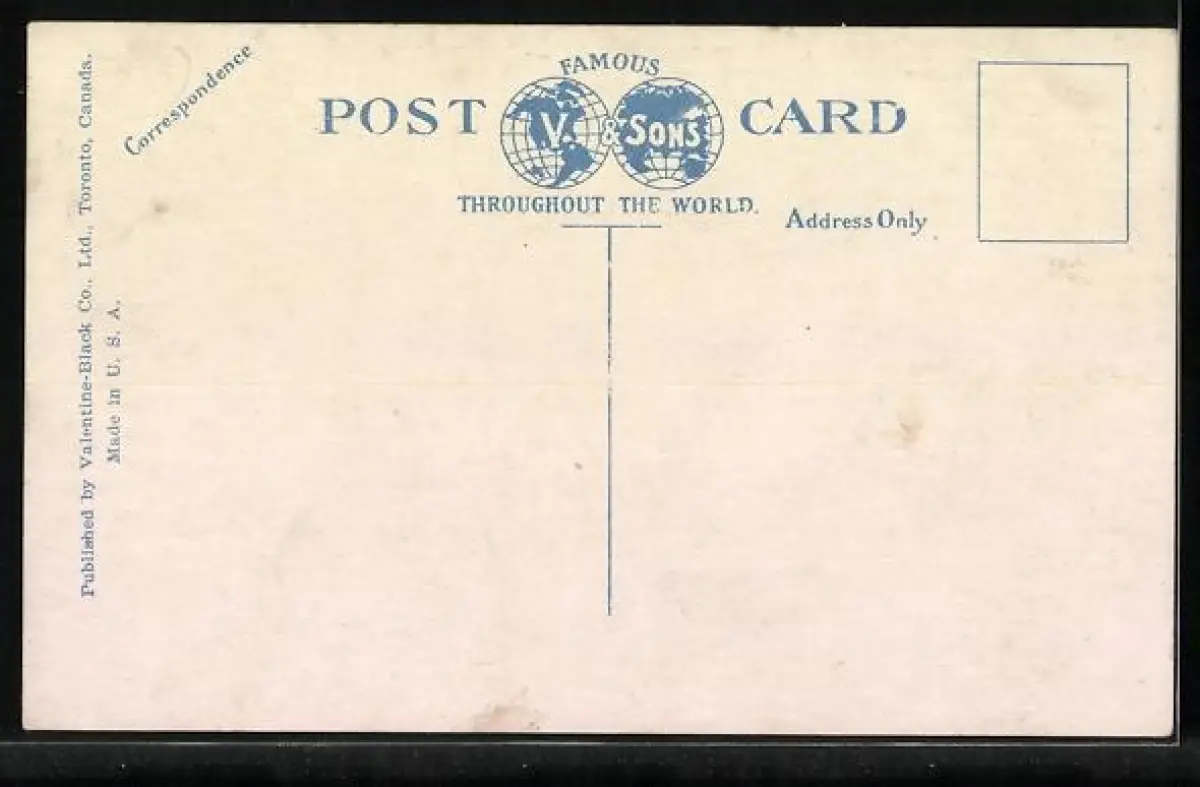 Published by Valentine-Black Co., Ltd., Toronto, Canada.
Made in U. S. A.
Correspondence
FAMOUS
POST V. & SONS CARD
THROUGHOUT THE WORLD.
Address Only